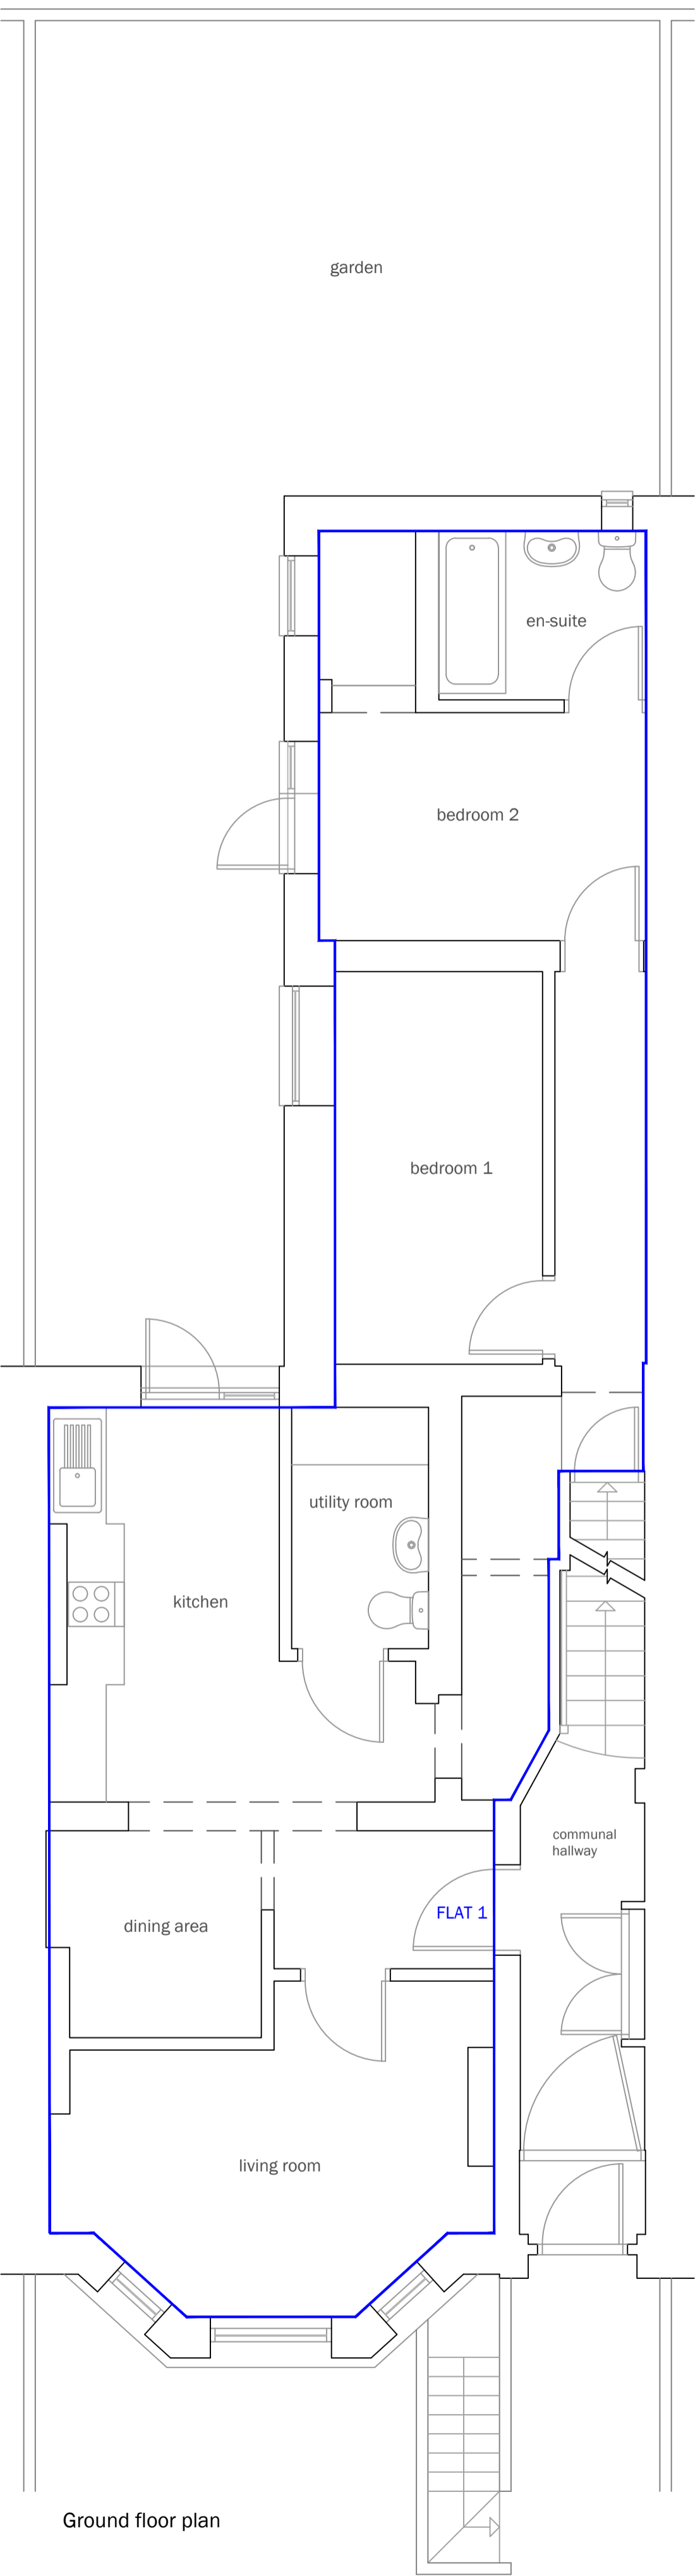 garden
en-suite
bedroom 2
bedroom 1
utility room
kitchen
communal
hallway
FLAT 1
dining area
living room
Ground floor plan